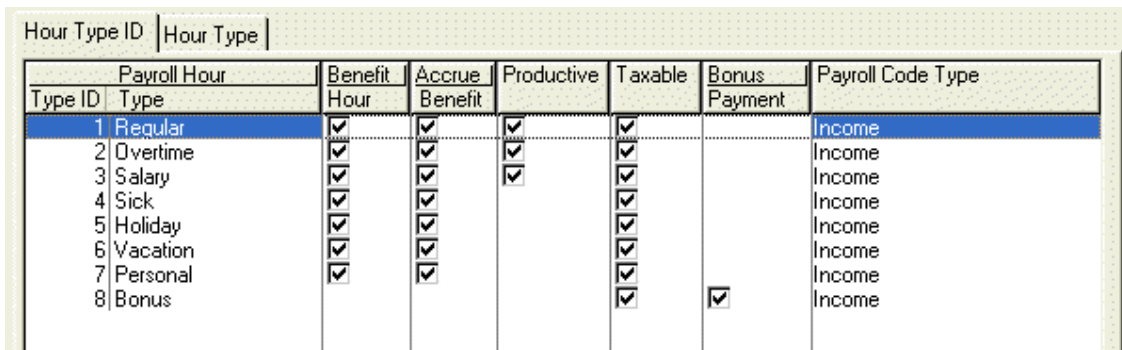 Hour Type ID Hour Type
Payroll Hour Benefit Accrue Productive Taxable Bonus Payroll Code Type
Type ID Type Hour Benefit Payment
1 Regular Income
2 Overtime Income
3 Salary Income
4 Sick Income
5 Holiday Income
6 Vacation Income
7 Personal Income
8 Bonus Income